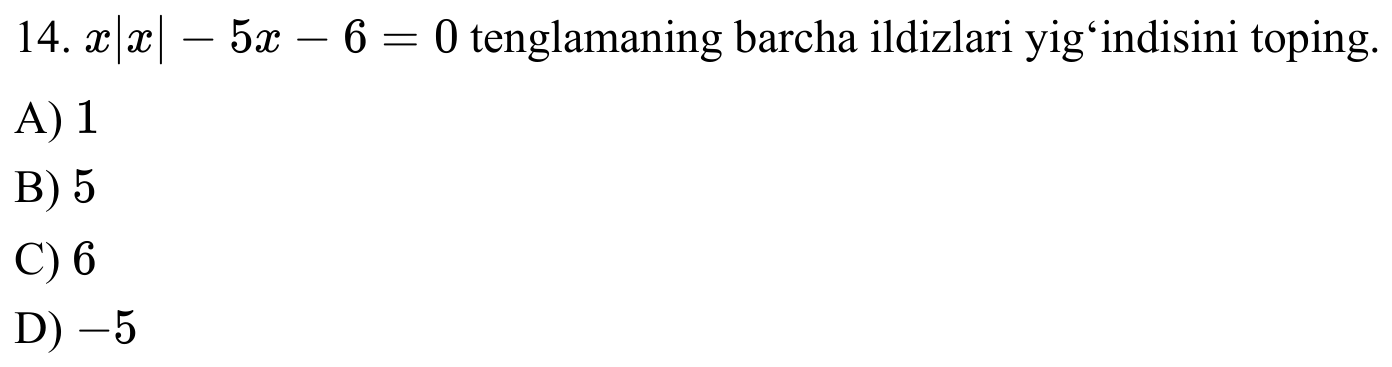 14. x|x| − 5x − 6 = 0 tenglamaning barcha ildizlari yig‘indisini toping.
A) 1
B) 5
C) 6
D) −5